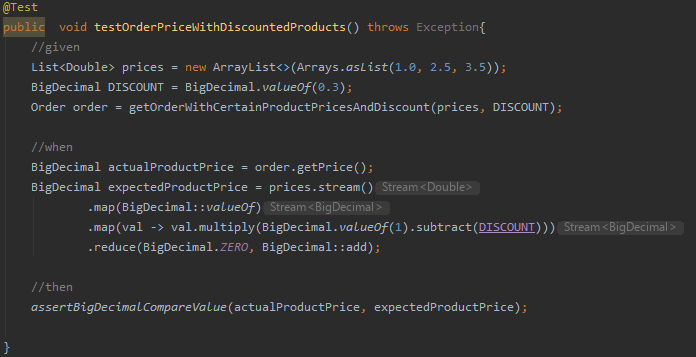 @Test
public  void testOrderPriceWithDiscountedProducts() throws Exception{
    //given
    List<Double> prices = new ArrayList<>(Arrays.asList(1.0, 2.5, 3.5));
    BigDecimal DISCOUNT = BigDecimal.valueOf(0.3);
    Order order = getOrderWithCertainProductPricesAndDiscount(prices, DISCOUNT);

    //when
    BigDecimal actualProductPrice = order.getPrice();
    BigDecimal expectedProductPrice = prices.stream() Stream<Double>
            .map(BigDecimal::valueOf) Stream<BigDecimal>
            .map(val -> val.multiply(BigDecimal.valueOf(1).subtract(DISCOUNT))) Stream<BigDecimal>
            .reduce(BigDecimal.ZERO, BigDecimal::add);

    //then
    assertBigDecimalCompareValue(actualProductPrice, expectedProductPrice);

}